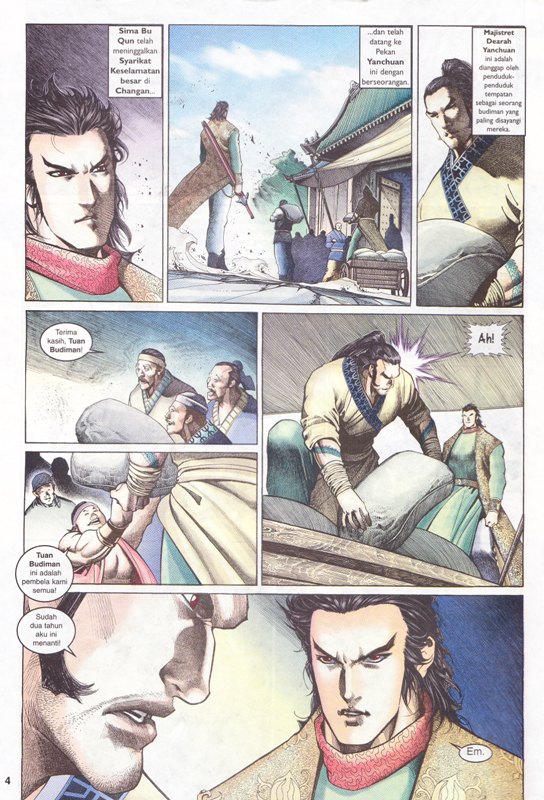 Sima Bu
Qun telah
meninggalkan
Syarikat
Keselamatan
besar di
Changan...
...dan telah
datang ke
Pekan
Yanchuan
ini dengan
berseorangan.
Majistret
Dearah
Yanchuan
ini adalah
dianggap oleh
penduduk-
penduduk
tempatan
sebagai seorang
budiman yang
paling disayangi
mereka.
Terima
kasih, Tuan
Budiman!
Ah!
Tuan
Budiman
ini adalah
pembela kami
semua!
Sudah
dua tahun
aku ini
menanti!
Em.
4